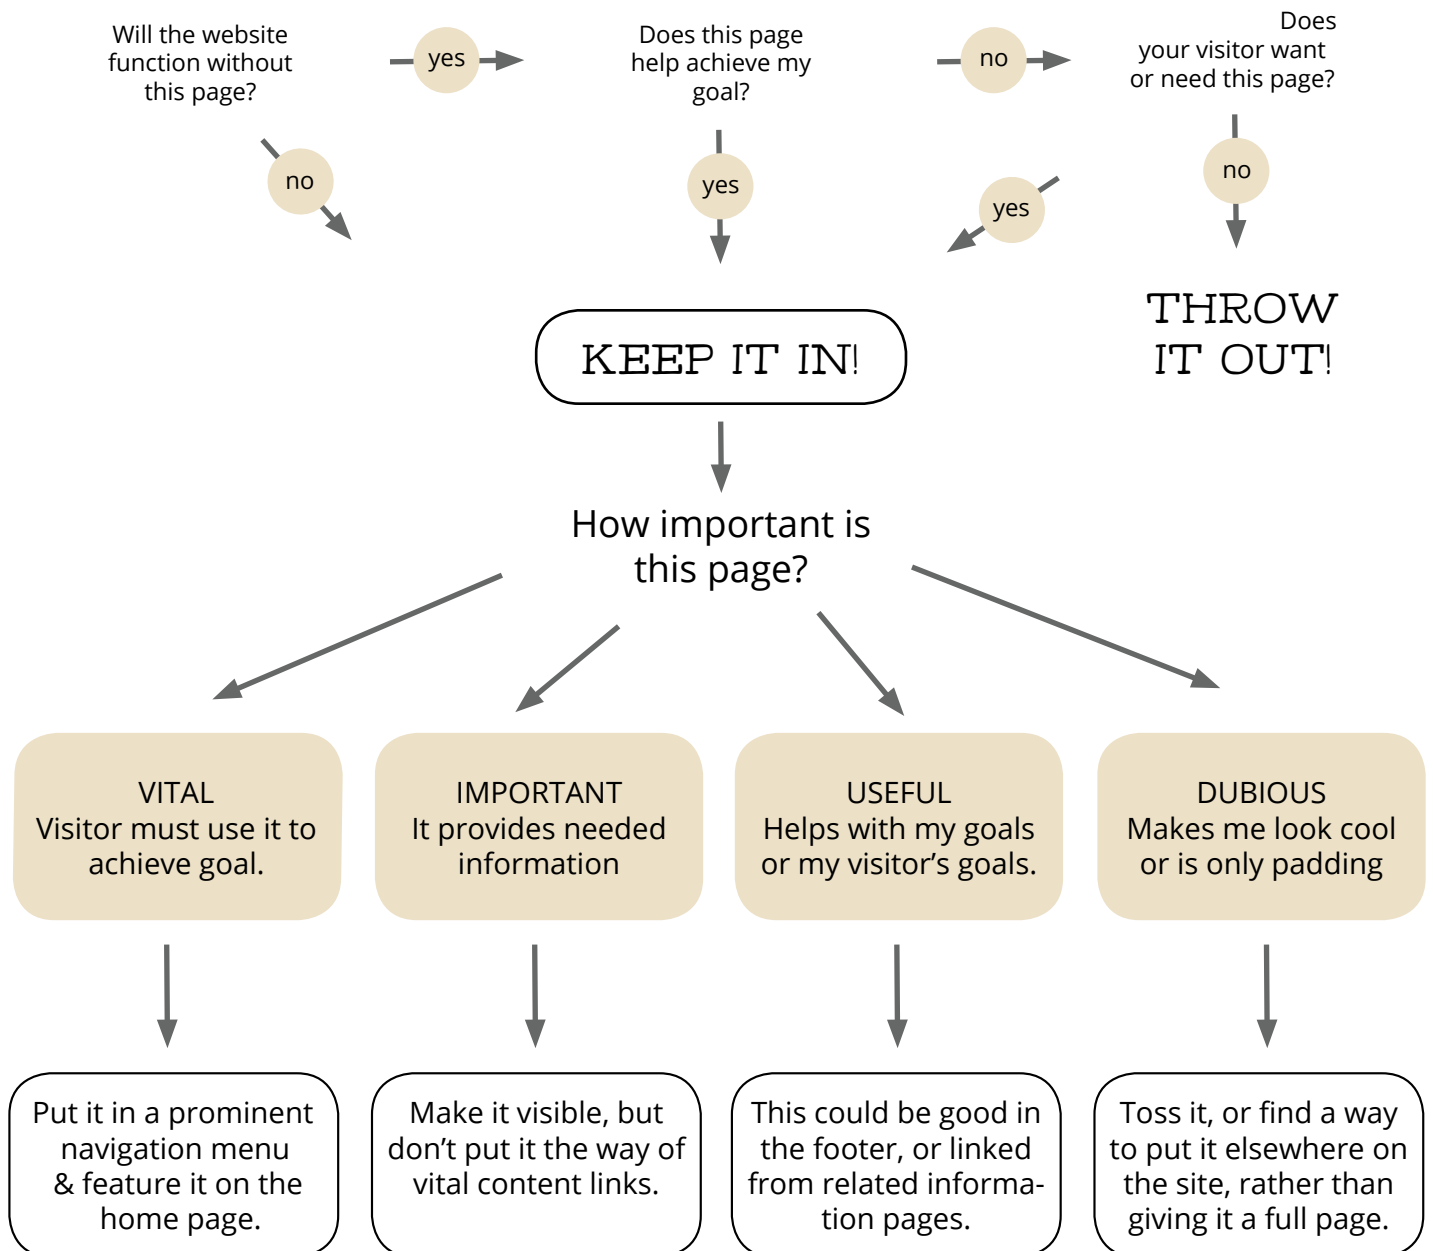 Will the website
function without
this page?
yes
Does this page
help achieve my
goal?
no
Does
your visitor want
or need this page?
no
yes
yes
no
KEEP IT IN!
THROW
IT OUT!
How important is
this page?
VITAL
Visitor must use it to
achieve goal.
IMPORTANT
It provides needed
information
USEFUL
Helps with my goals
or my visitor's goals.
DUBIOUS
Makes me look cool
or is only padding
Put it in a prominent
navigation menu
& feature it on the
home page.
Make it visible, but
don't put it the way of
vital content links.
This could be good in
the footer, or linked
from related informa-
tion pages.
Toss it, or find a way
to put it elsewhere on
the site, rather than
giving it a full page.